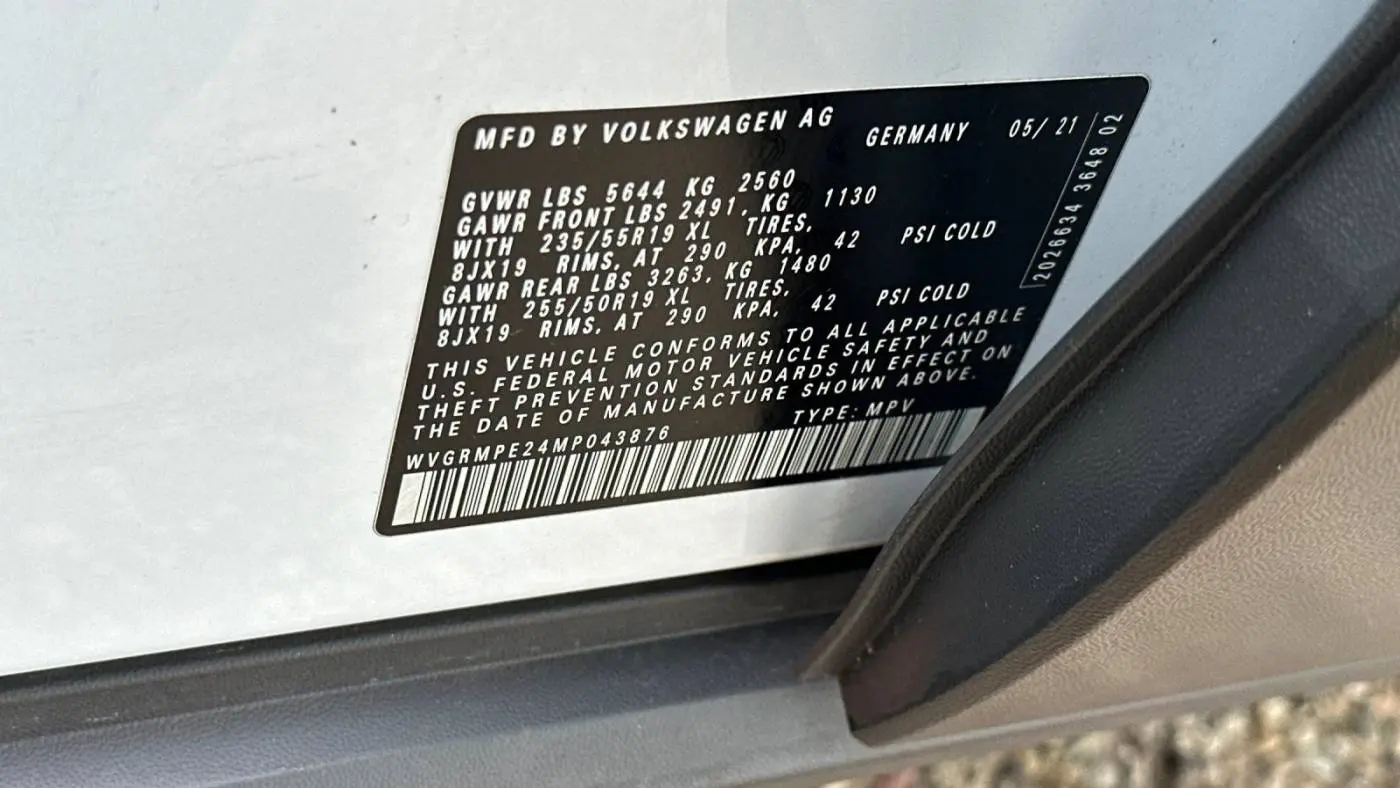 MFD BY VOLKSWAGEN AG GERMANY 05/ 21
GVWR LBS 5644 KG 2560
GAWR FRONT LBS 2491, KG 1130
WITH 235/55R19 XL TIRES,
8JX19 RIMS, AT 290 KPA, 42 PSI COLD
GAWR REAR LBS 3263, KG 1480
WITH 255/50R19 XL TIRES,
8JX19 RIMS, AT 290 KPA, 42 PSI COLD
THIS VEHICLE CONFORMS TO ALL APPLICABLE
U.S. FEDERAL MOTOR VEHICLE SAFETY AND
THEFT PREVENTION STANDARDS IN EFFECT ON
THE DATE OF MANUFACTURE SHOWN ABOVE.
WVGRMPE24MP043876 TYPE: MPV
2026634 3648 02